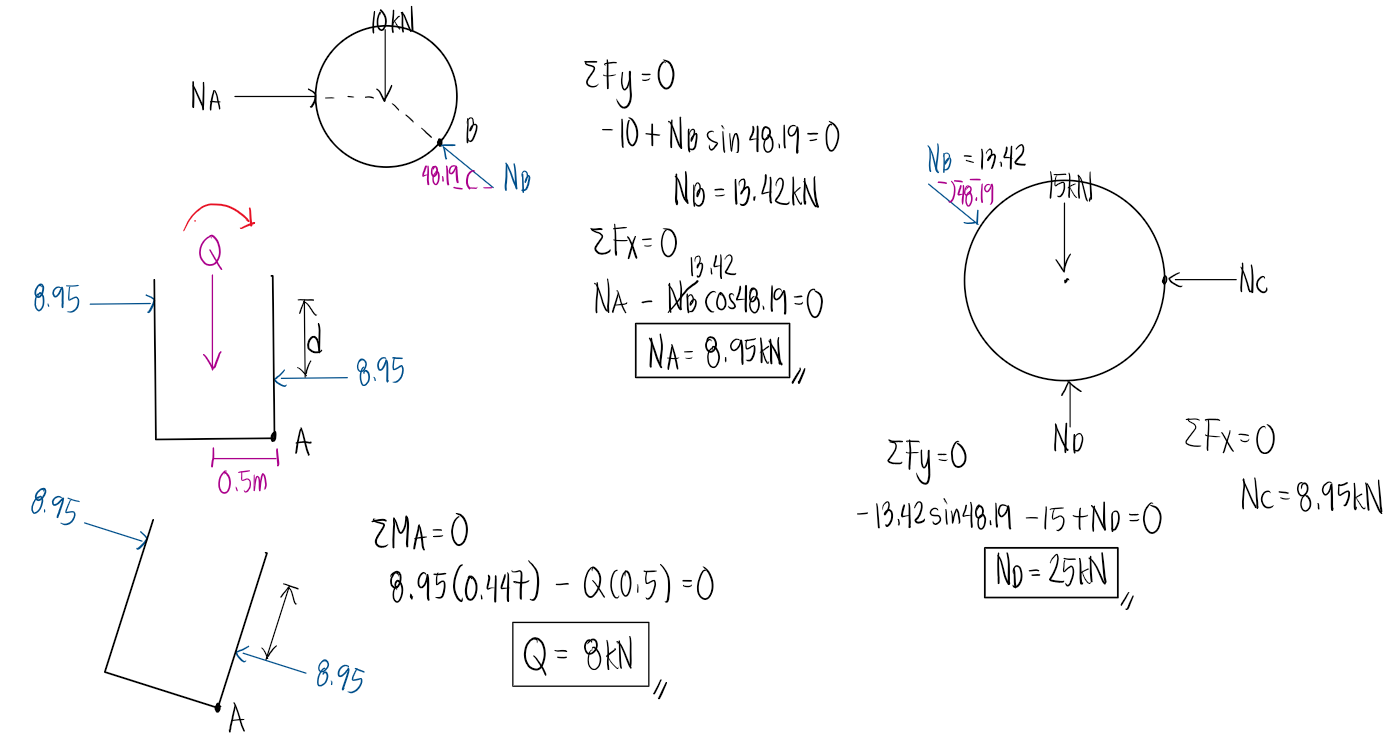 10kN
NA
B
48.19
NB
ΣFy=0
-10 + NB sin 48.19 = 0
NB = 13.42kN
ΣFx=0
13.42
NA - NB cos48.19 = 0
NA = 8.95kN
Q
8.95
d
8.95
A
0.5m
8.95
8.95
A
ΣMA=0
8.95(0.447) - Q(0.5) = 0
Q = 8kN
NB = 13.42
48.19
15kN
NC
ND
ΣFy=0
-13.42sin48.19 - 15 + ND = 0
ND = 25kN
ΣFx=0
NC = 8.95kN